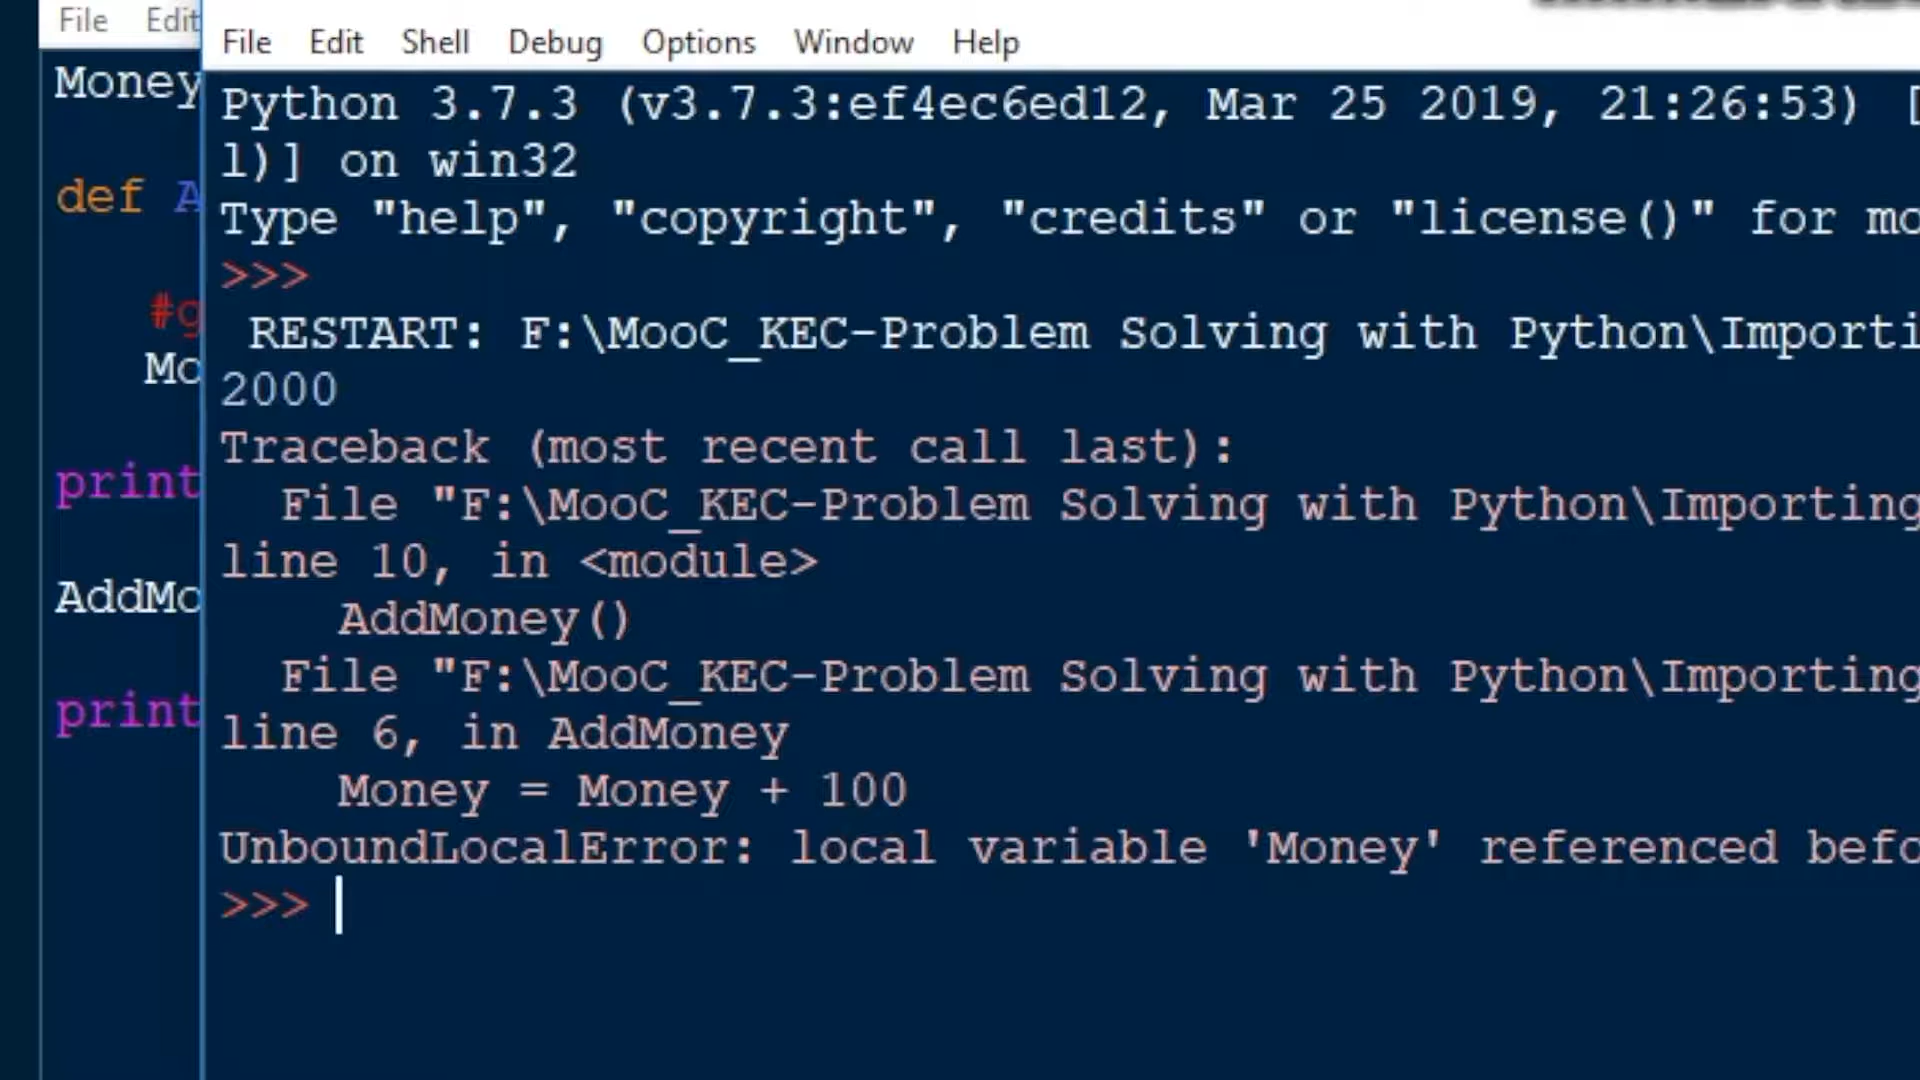 File Edit
Money
def A
#g
Mo
print
AddMo
print
File Edit Shell Debug Options Window Help
Python 3.7.3 (v3.7.3:ef4ec6ed12, Mar 25 2019, 21:26:53) [
l)] on win32
Type "help", "copyright", "credits" or "license()" for mo
>>>
RESTART: F:\MooC_KEC-Problem Solving with Python\Importi
2000
Traceback (most recent call last):
File "F:\MooC_KEC-Problem Solving with Python\Importing
line 10, in <module>
AddMoney()
File "F:\MooC_KEC-Problem Solving with Python\Importing
line 6, in AddMoney
Money = Money + 100
UnboundLocalError: local variable 'Money' referenced befo
>>>